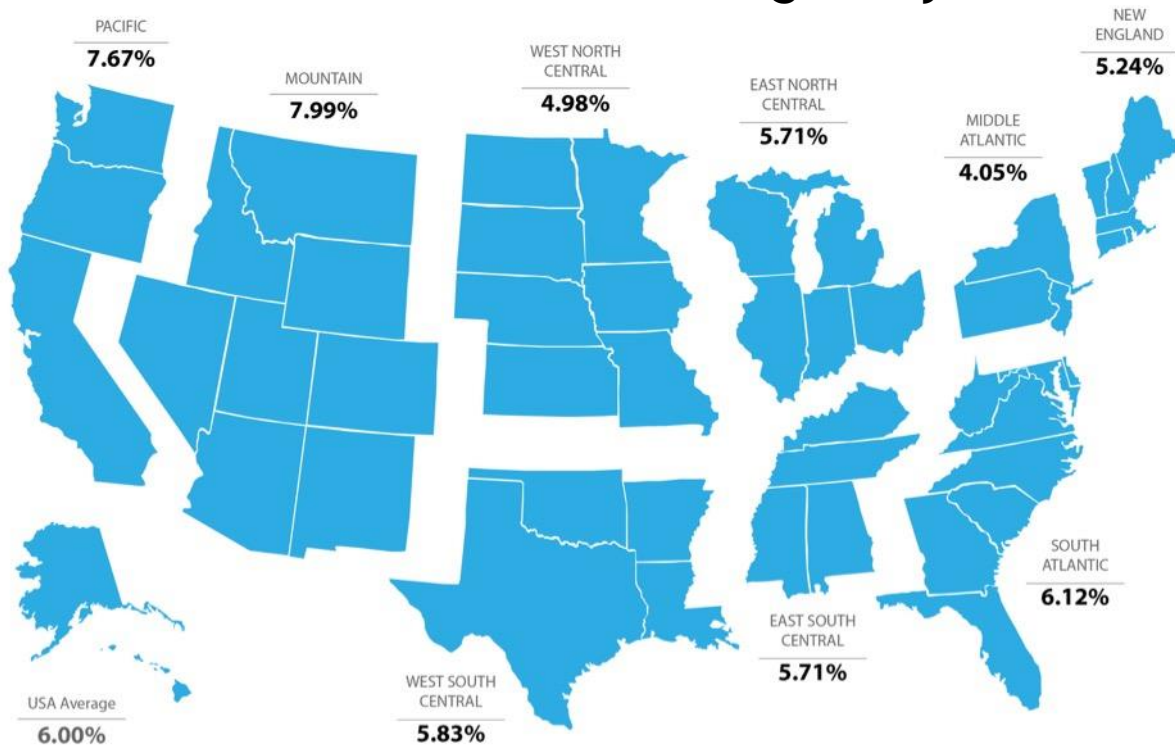 PACIFIC
7.67%
MOUNTAIN
7.99%
WEST NORTH
CENTRAL
4.98%
EAST NORTH
CENTRAL
5.71%
MIDDLE
ATLANTIC
4.05%
NEW
ENGLAND
5.24%
SOUTH
ATLANTIC
6.12%
EAST SOUTH
CENTRAL
5.71%
WEST SOUTH
CENTRAL
5.83%
USA Average
6.00%